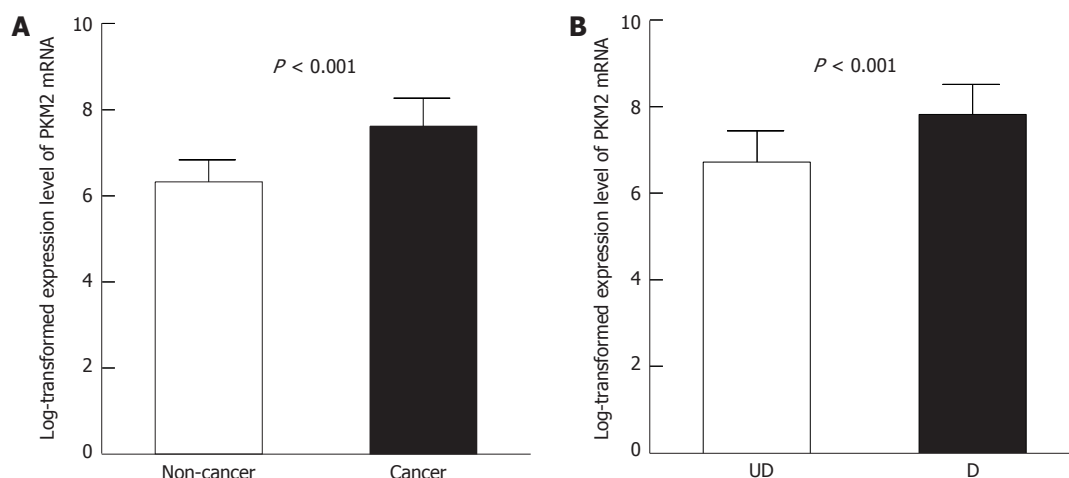 A
Log-transformed expression level of PKM2 mRNA
10
8
6
4
2
0
P < 0.001
Non-cancer
Cancer
B
Log-transformed expression level of PKM2 mRNA
10
8
6
4
2
0
P < 0.001
UD
D